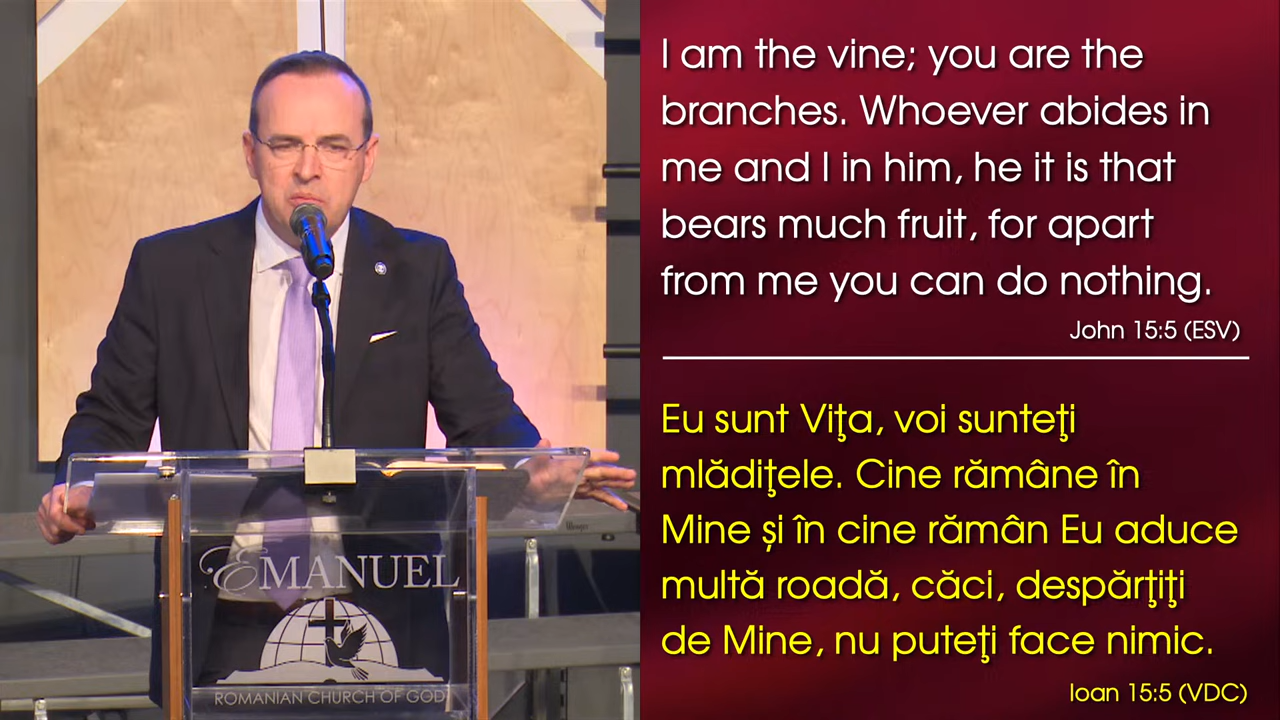 I am the vine; you are the
branches. Whoever abides in
me and I in him, he it is that
bears much fruit, for apart
from me you can do nothing.
John 15:5 (ESV)
Eu sunt Viţa, voi sunteţi
mlădiţele. Cine rămâne în
Mine și în cine rămân Eu aduce
multă roadă, căci, despărţiţi
de Mine, nu puteţi face nimic.
Ioan 15:5 (VDC)
EMANUEL
ROMANIAN CHURCH OF GOD